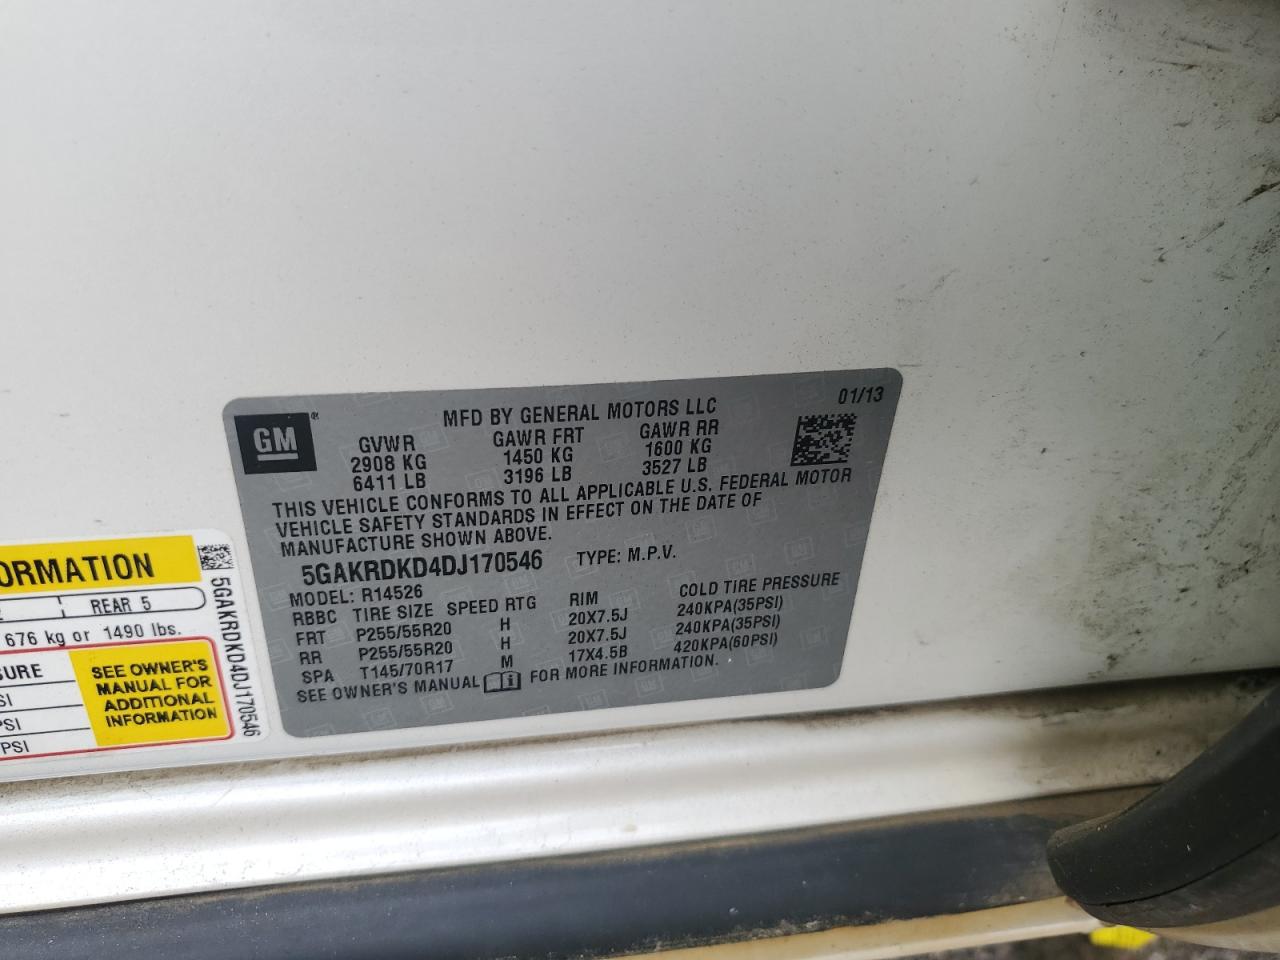 GM
MFD BY GENERAL MOTORS LLC
01/13
GVWR GAWR FRT GAWR RR
2908 KG 1450 KG 1600 KG
6411 LB 3196 LB 3527 LB
THIS VEHICLE CONFORMS TO ALL APPLICABLE U.S. FEDERAL MOTOR
VEHICLE SAFETY STANDARDS IN EFFECT ON THE DATE OF
MANUFACTURE SHOWN ABOVE.
5GAKRDKD4DJ170546 TYPE: M.P.V.
MODEL: R14526
RBBC TIRE SIZE SPEED RTG RIM COLD TIRE PRESSURE
FRT P255/55R20 H 20X7.5J 240KPA(35PSI)
RR P255/55R20 H 20X7.5J 240KPA(35PSI)
SPA T145/70R17 M 17X4.5B 420KPA(60PSI)
SEE OWNER'S MANUAL FOR MORE INFORMATION.
ORMATION
REAR 5
676 kg or 1490 lbs.
SURE
SI
PSI
PSI
SEE OWNER'S
MANUAL FOR
ADDITIONAL
INFORMATION
5GAKRDKD4DJ170546